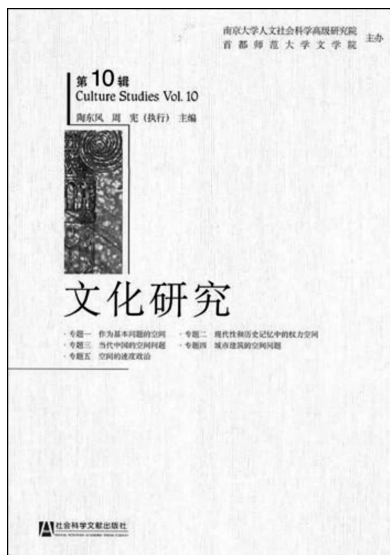 南京大学人文社会科学高级研究院
首都师范大学文学院
主办
第10辑
Culture Studies Vol. 10
陶东风 周宪（执行） 主编
文化研究
·专题一 作为基本问题的空间 ·专题二 现代性和历史记忆中的权力空间
·专题三 当代中国的空间问题 ·专题四 城市建筑的空间问题
·专题五 空间的速度政治
社会科学文献出版社